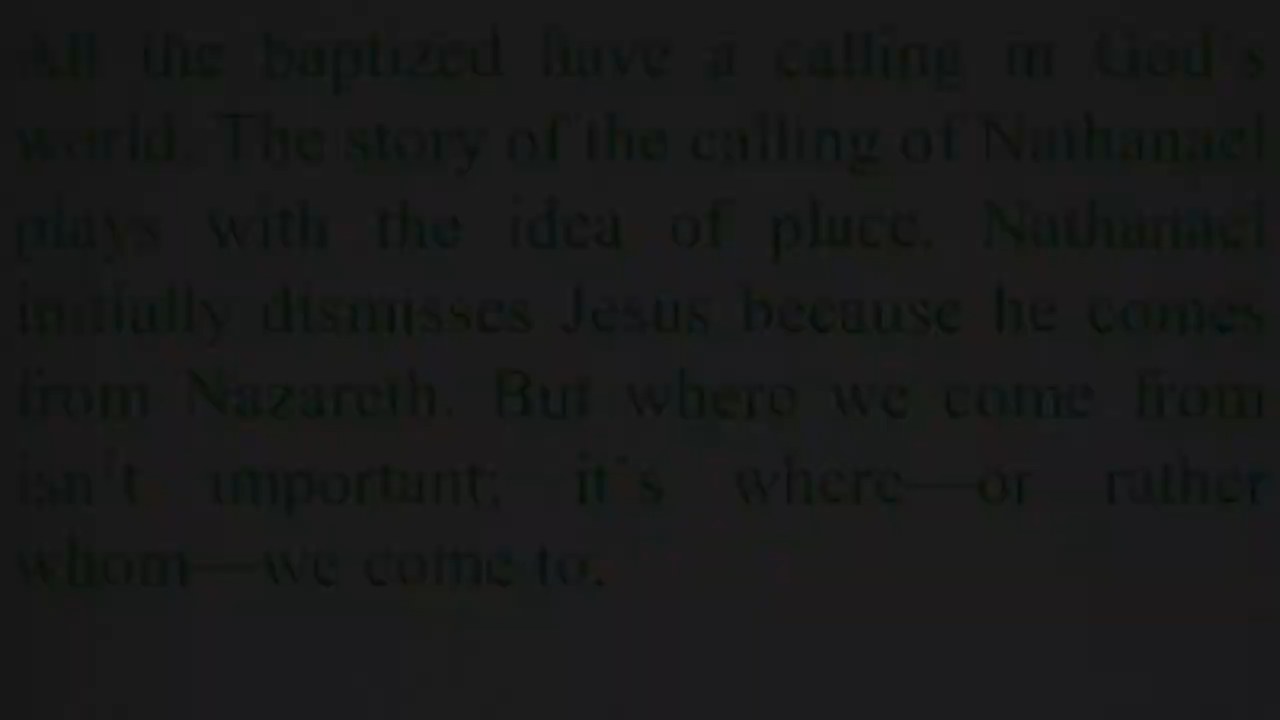 All the baptized have a calling in God's
world. The story of the calling of Nathanael
plays with the idea of place. Nathanael
initially dismisses Jesus because he comes
from Nazareth. But where we come from
isn't important; it's where—or rather
whom—we come to.